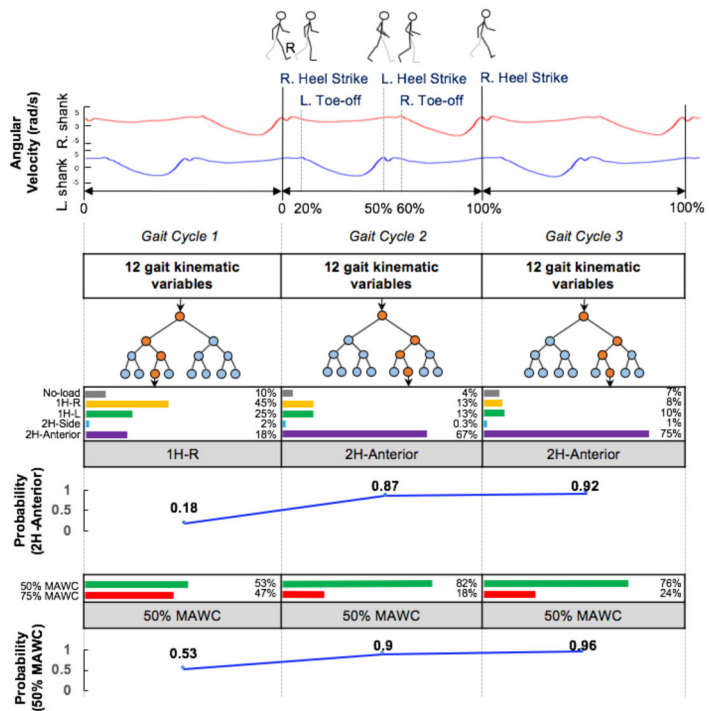 R
R. Heel Strike L. Heel Strike R. Heel Strike
L. Toe-off R. Toe-off
Angular
Velocity (rad/s)
R. shank
5
0
-5
L. shank
5
0
-5
0 0 20% 50% 60% 100% 100%
Gait Cycle 1 Gait Cycle 2 Gait Cycle 3
12 gait kinematic
variables
12 gait kinematic
variables
12 gait kinematic
variables
No-load 10% 4% 7%
1H-R 45% 13% 8%
1H-L 25% 13% 10%
2H-Side 2% 0.3% 1%
2H-Anterior 18% 67% 75%
1H-R 2H-Anterior 2H-Anterior
Probability
(2H-Anterior)
1
0.5
0
0.18 0.87 0.92
50% MAWC 53% 82% 76%
75% MAWC 47% 18% 24%
50% MAWC 50% MAWC 50% MAWC
Probability
(50% MAWC)
1
0.5
0
0.53 0.9 0.96